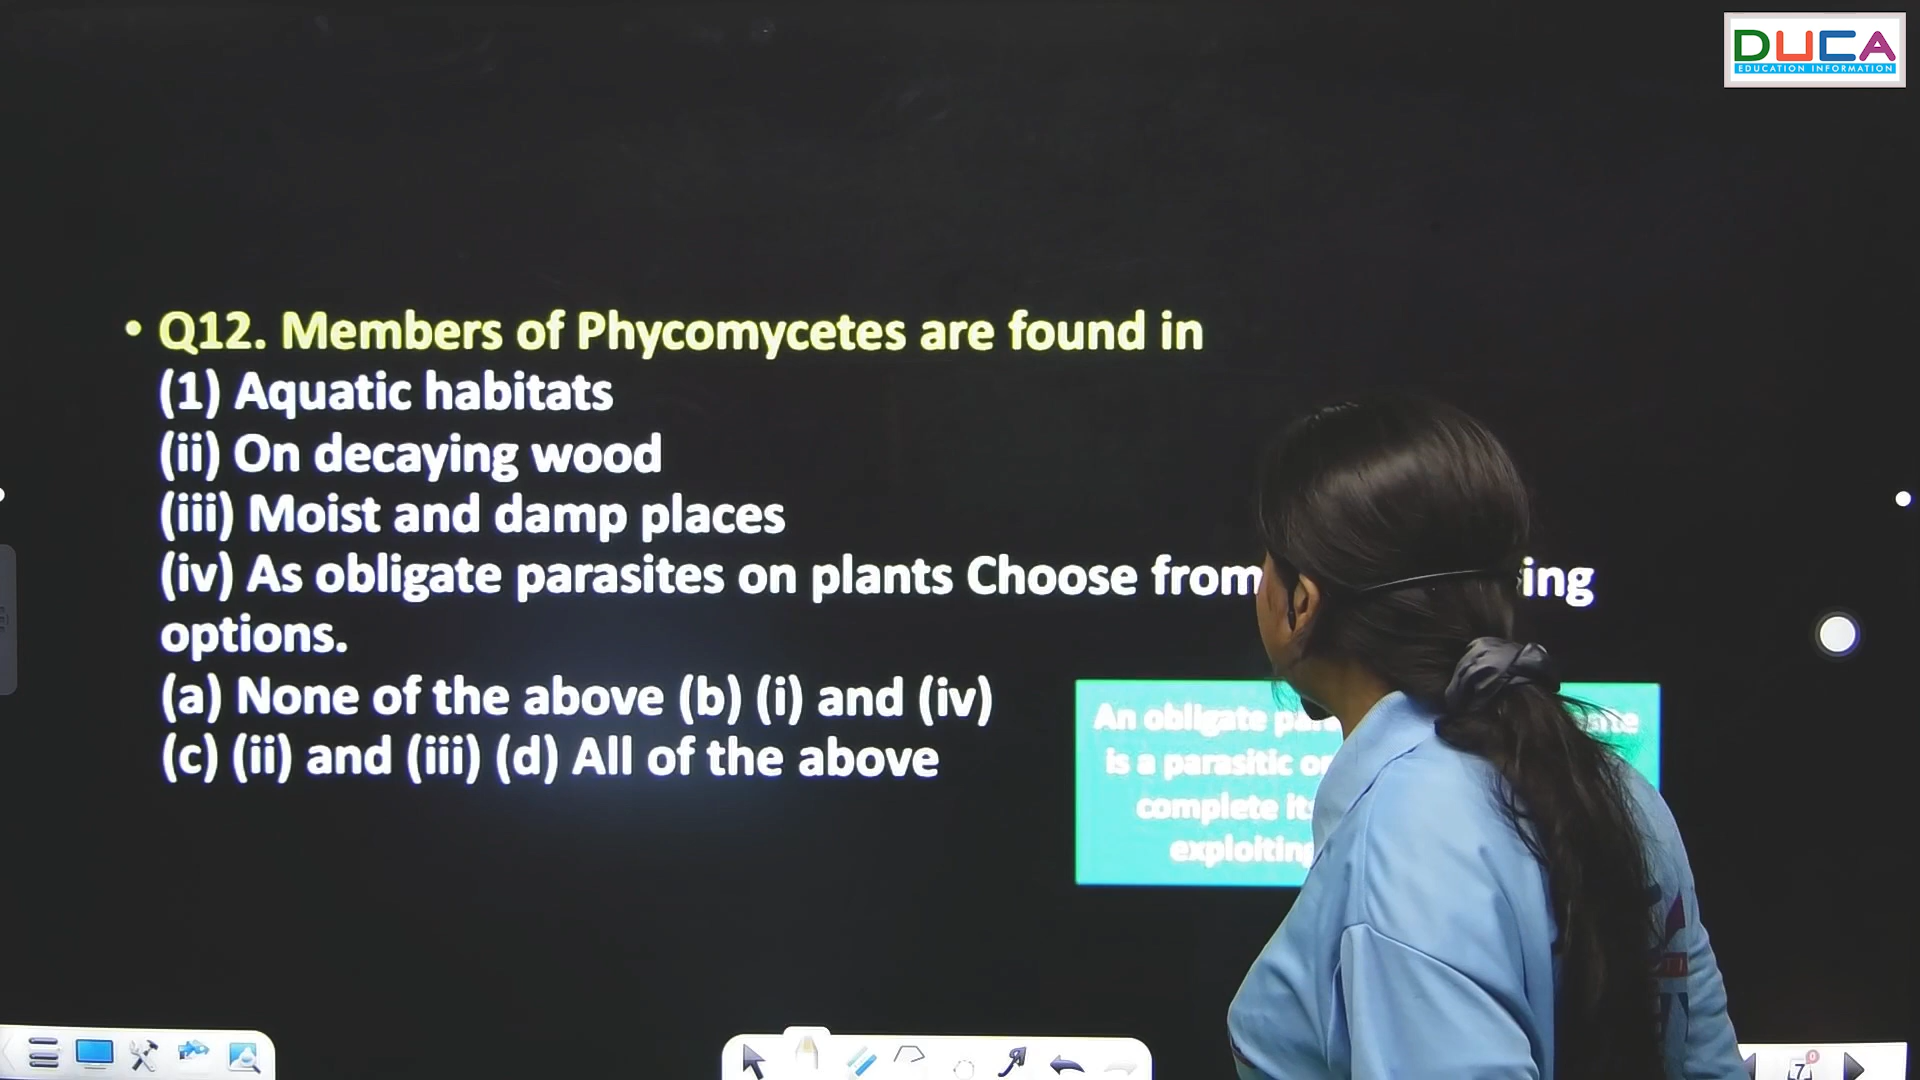 DUCA
EDUCATION INFORMATION
• Q12. Members of Phycomycetes are found in
(1) Aquatic habitats
(ii) On decaying wood
(iii) Moist and damp places
(iv) As obligate parasites on plants Choose from ing
options.
(a) None of the above (b) (i) and (iv)
(c) (ii) and (iii) (d) All of the above
An obligate
is a parasitic
complete
exploiting
7
0